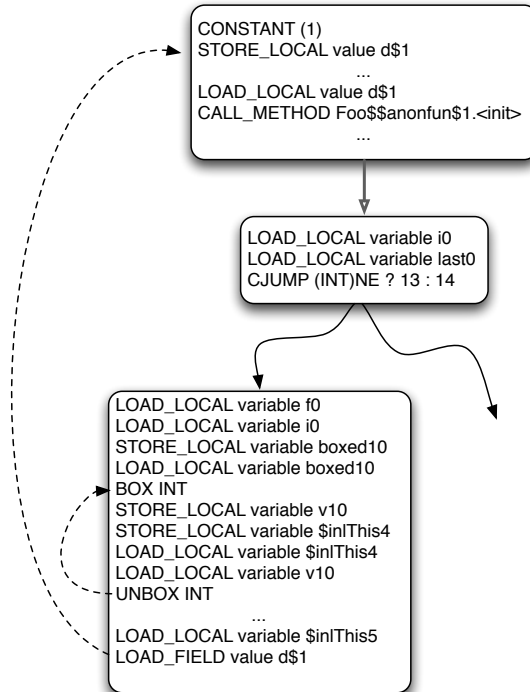 CONSTANT (1)
STORE_LOCAL value d$1
...
LOAD_LOCAL value d$1
CALL_METHOD Foo$$anonfun$1.<init>
...
LOAD_LOCAL variable i0
LOAD_LOCAL variable last0
CJUMP (INT)NE ? 13 : 14
LOAD_LOCAL variable f0
LOAD_LOCAL variable i0
STORE_LOCAL variable boxed10
LOAD_LOCAL variable boxed10
BOX INT
STORE_LOCAL variable v10
STORE_LOCAL variable $inlThis4
LOAD_LOCAL variable $inlThis4
LOAD_LOCAL variable v10
UNBOX INT
...
LOAD_LOCAL variable $inlThis5
LOAD_FIELD value d$1